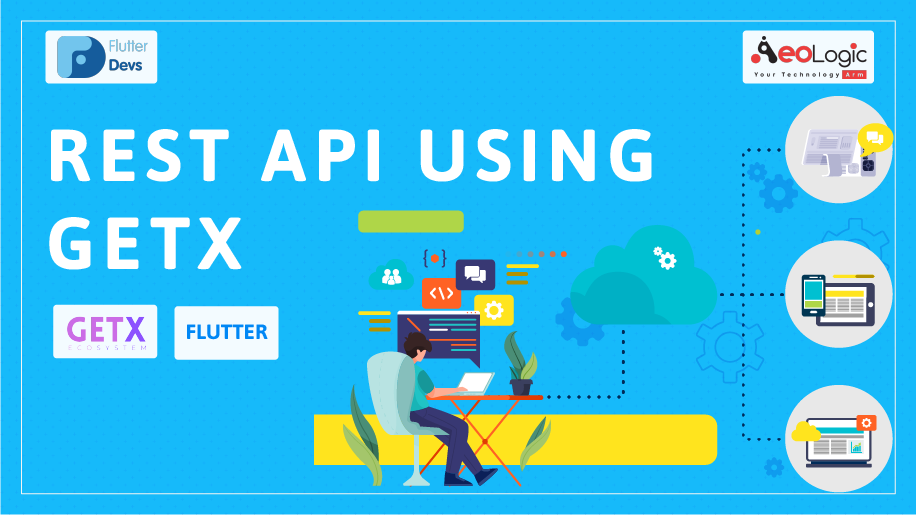 Flutter
Devs
AeoLogic
Your Technology Arm
REST API USING
GETX
GETX
ECOSYSTEM
FLUTTER
{ }
</>